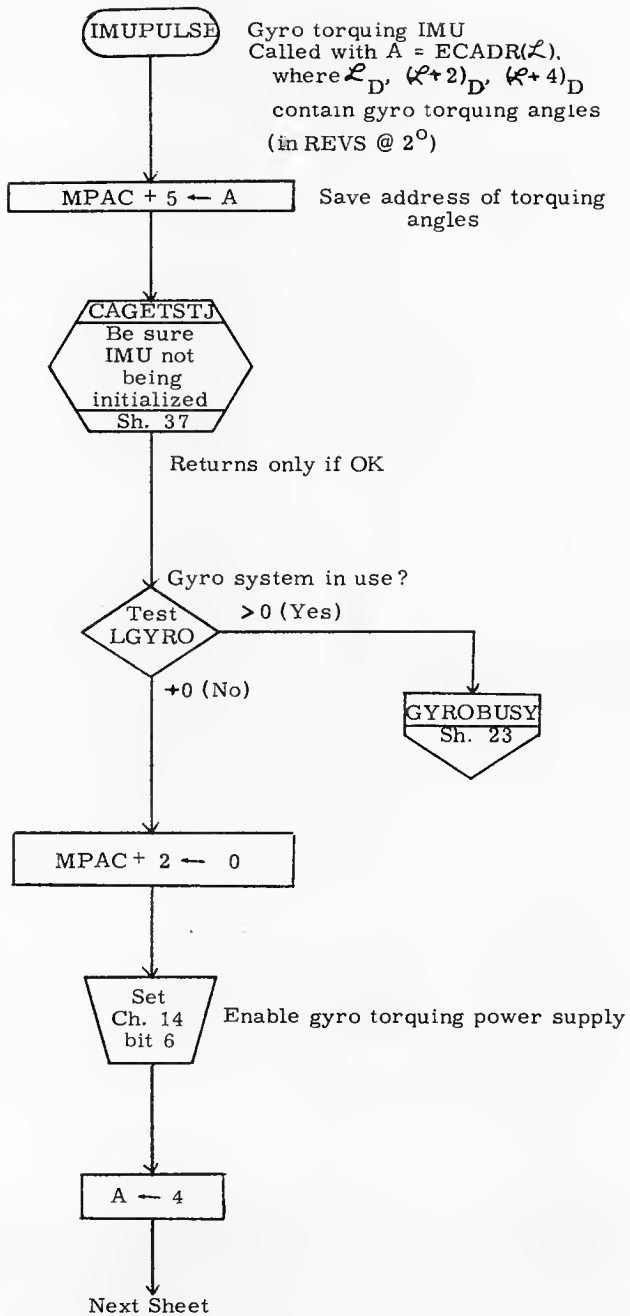 IMUPULSE
Gyro torquing IMU
Called with A = ECADR(ℒ),
where ℒD, (ℒ+2)D, (ℒ+4)D
contain gyro torquing angles
(in REVS @ 2⁰)
MPAC + 5 ← A
Save address of torquing
angles
CAGETSTJ
Be sure
IMU not
being
initialized
Sh. 37
Returns only if OK
Gyro system in use?
Test
LGYRO
>0 (Yes)
+0 (No)
GYROBUSY
Sh. 23
MPAC + 2 ← 0
Set
Ch. 14
bit 6
Enable gyro torquing power supply
A ← 4
Next Sheet